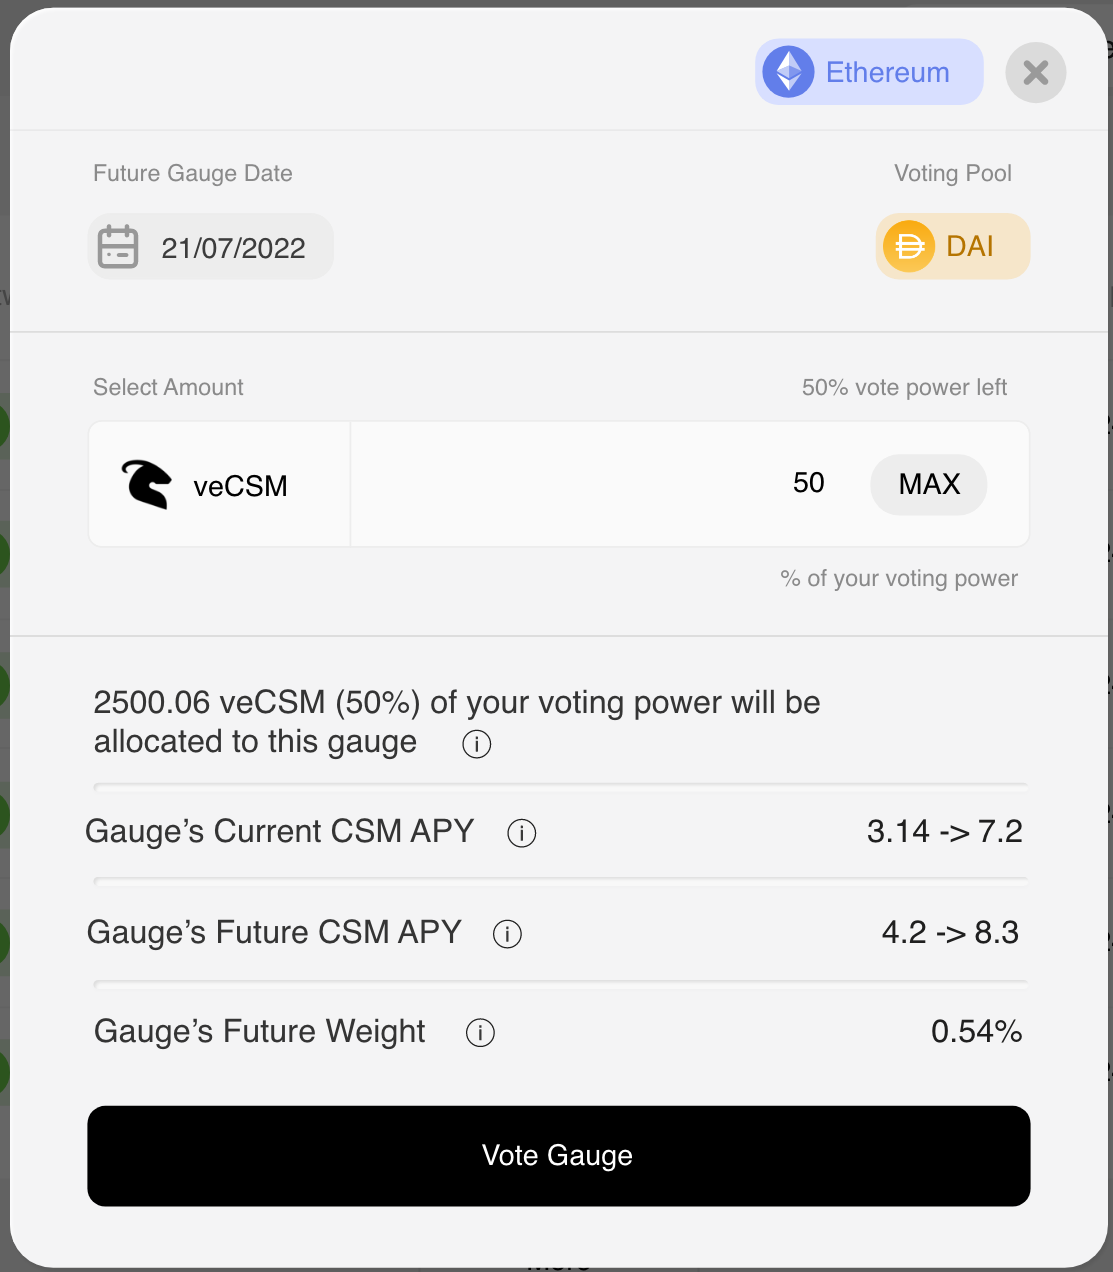 Ethereum
Future Gauge Date
Voting Pool
21/07/2022
DAI
Select Amount
50% vote power left
veCSM
50
MAX
% of your voting power
2500.06 veCSM (50%) of your voting power will be
allocated to this gauge
Gauge’s Current CSM APY
3.14 -> 7.2
Gauge’s Future CSM APY
4.2 -> 8.3
Gauge’s Future Weight
0.54%
Vote Gauge